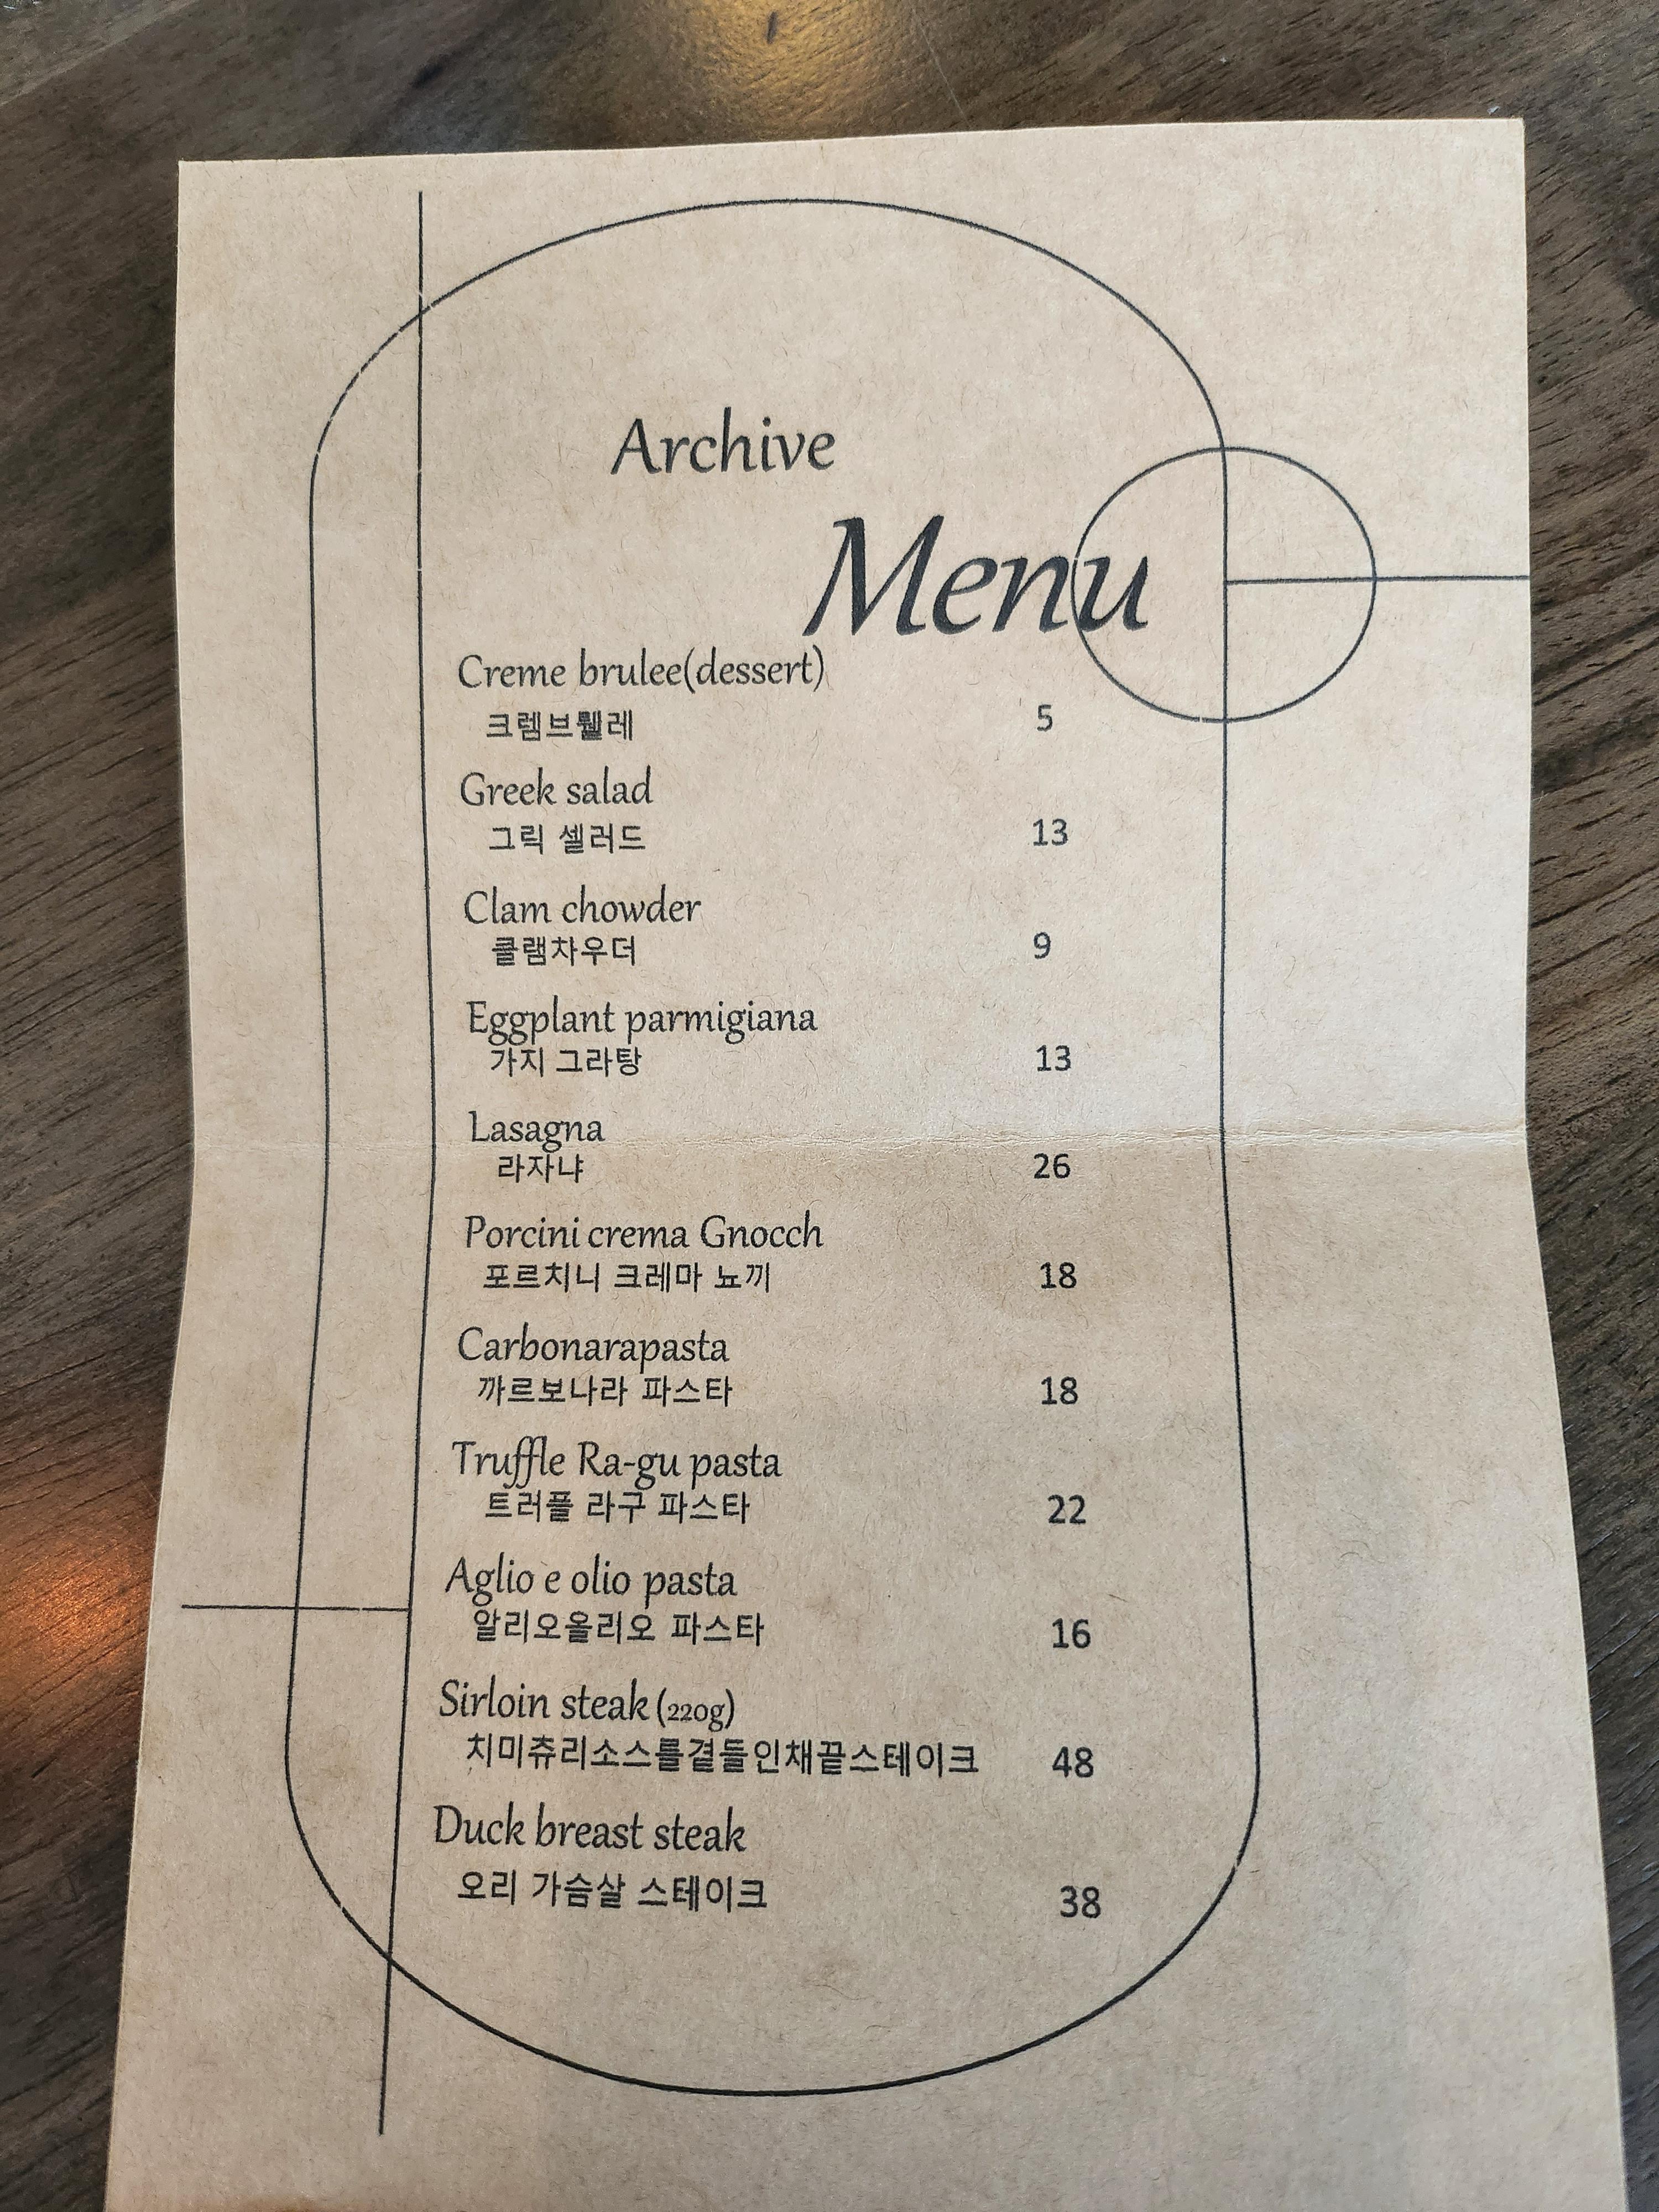 Archive
Menu
Creme brulee(dessert)
크렘브뤨레 5
Greek salad
그릭 셀러드 13
Clam chowder
클램차우더 9
Eggplant parmigiana
가지 그라탕 13
Lasagna
라자냐 26
Porcini crema Gnocch
포르치니 크레마 뇨끼 18
Carbonarapasta
까르보나라 파스타 18
Truffle Ra-gu pasta
트러플 라구 파스타 22
Aglio e olio pasta
알리오올리오 파스타 16
Sirloin steak (220g)
치미츄리소스를곁들인채끝스테이크 48
Duck breast steak
오리 가슴살 스테이크 38